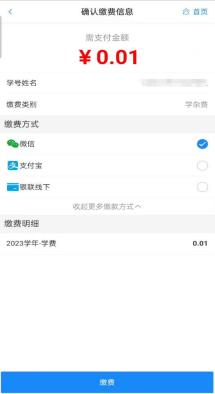 确认缴费信息
首页
需支付金额
¥0.01
学号姓名
缴费类别 学杂费
缴费方式
微信
支付宝
银联线下
收起更多缴款方式
缴费明细
2023学年-学费 0.01
缴费